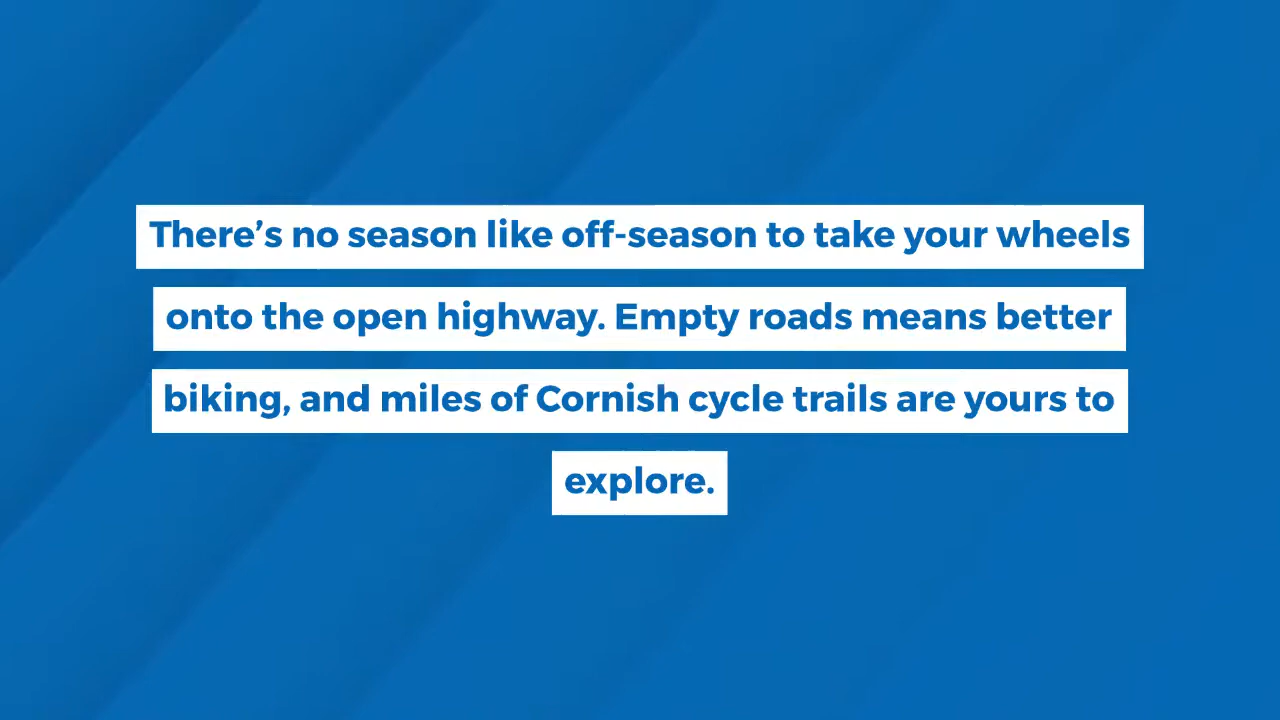 There’s no season like off-season to take your wheels
onto the open highway. Empty roads means better
biking, and miles of Cornish cycle trails are yours to
explore.